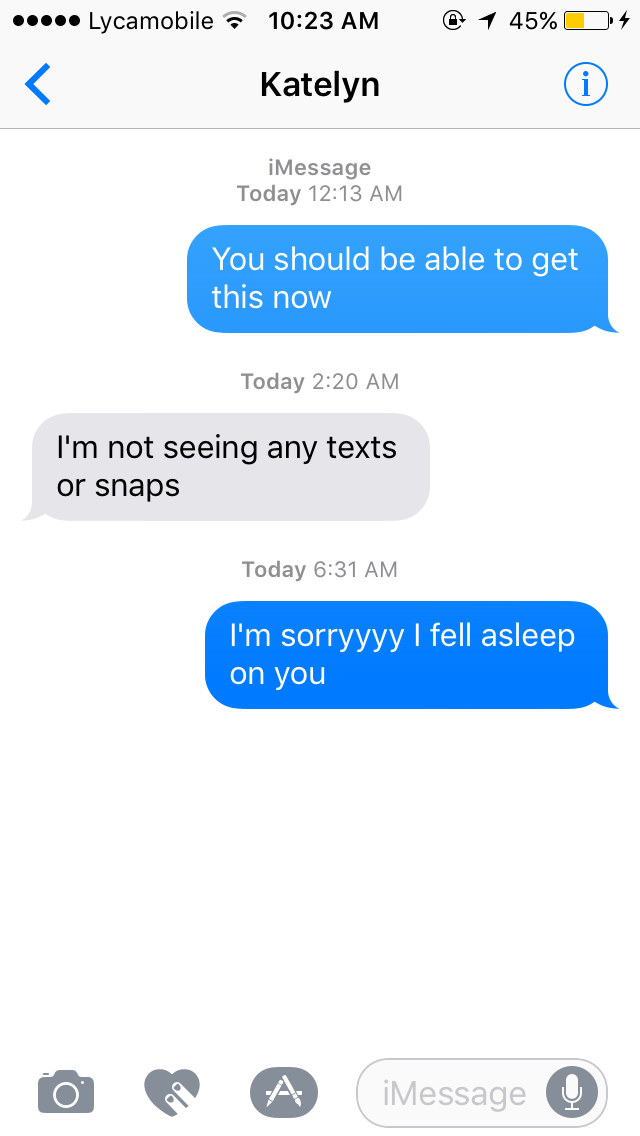 Lycamobile 10:23 AM 45%
Katelyn
iMessage
Today 12:13 AM
You should be able to get
this now
Today 2:20 AM
I'm not seeing any texts
or snaps
Today 6:31 AM
I'm sorryyyy I fell asleep
on you
iMessage